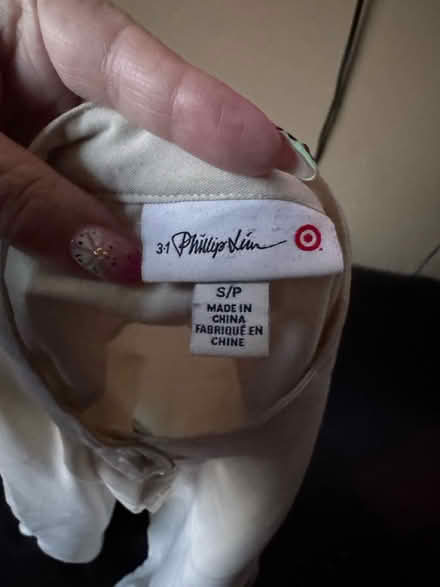 3.1 Phillip Lim
S/P
MADE IN
CHINA
FABRIQUÉ EN
CHINE